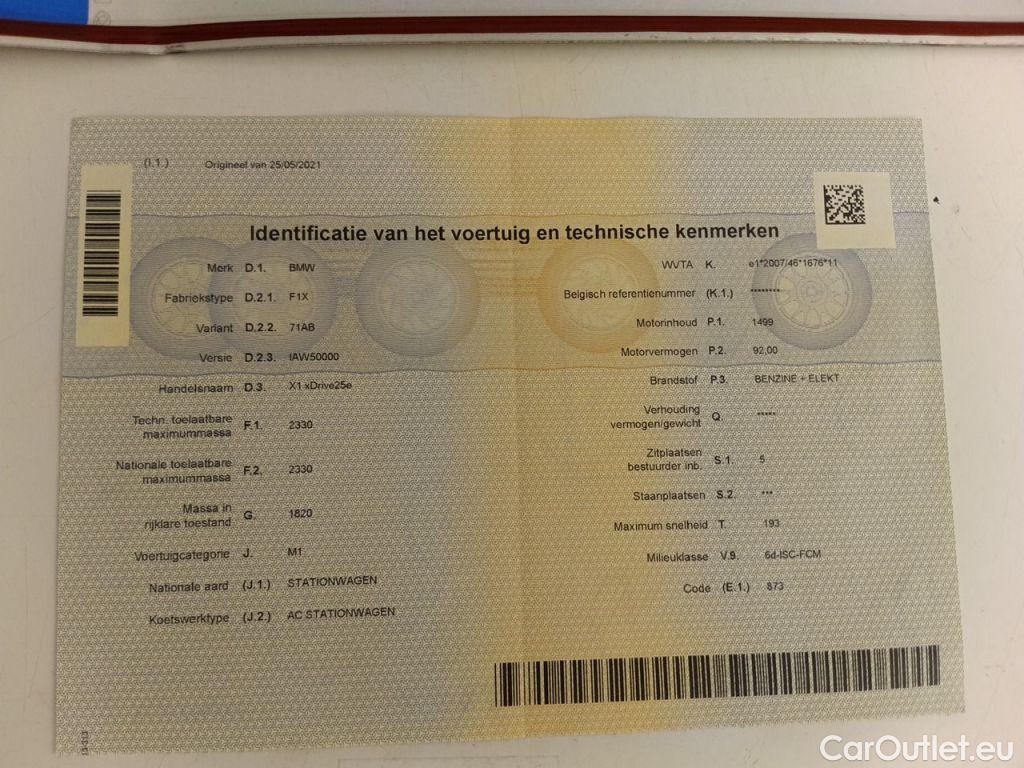 (I.1.) Origineel van 25/05/2021
Identificatie van het voertuig en technische kenmerken
Merk D.1. BMW
Fabriekstype D.2.1. F1X
Variant D.2.2. 71AB
Versie D.2.3. IAW50000
Handelsnaam D.3. X1 xDrive25e
Techn. toelaatbare
maximummassa F.1. 2330
Nationale toelaatbare
maximummassa F.2. 2330
Massa in
rijklare toestand G. 1820
Voertuigcategorie J. M1
Nationale aard (J.1.) STATIONWAGEN
Koetswerktype (J.2.) AC STATIONWAGEN
WVTA K. e1*2007/46*1676*11
Belgisch referentienummer (K.1.) ********
Motorinhoud P.1. 1499
Motorvermogen P.2. 92,00
Brandstof P.3. BENZINE + ELEKT
Verhouding
vermogen/gewicht Q. *****
Zitplaatsen
bestuurder inb. S.1. 5
Staanplaatsen S.2. ***
Maximum snelheid T. 193
Milieuklasse V.9. 6d-ISC-FCM
Code (E.1.) 873
CarOutlet.eu